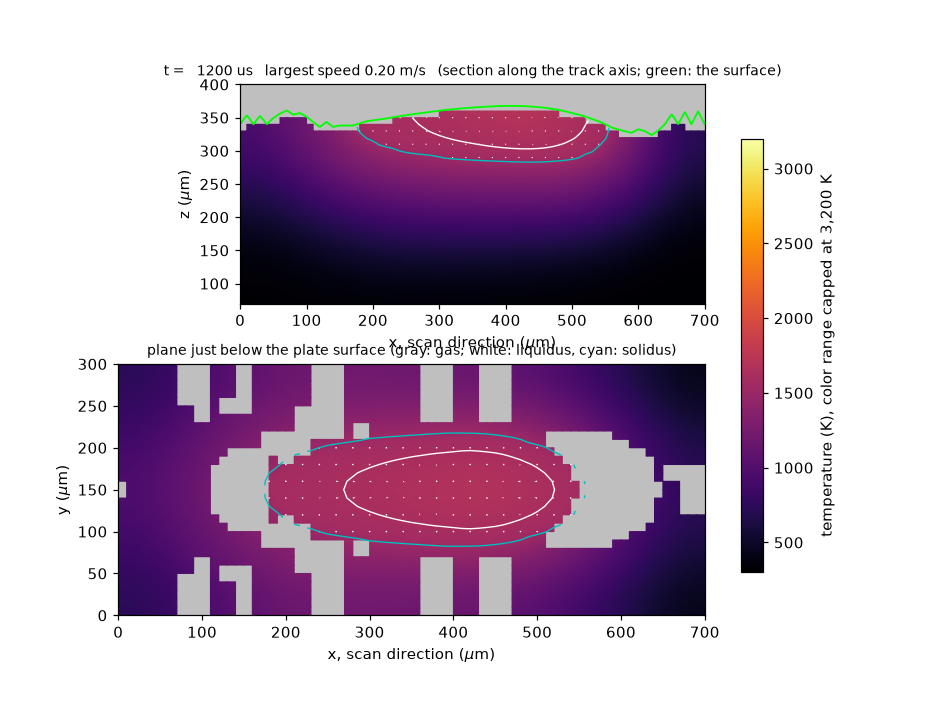 t =   1200 us   largest speed 0.20 m/s   (section along the track axis; green: the surface)
400
350
300
250
200
150
100
z (μm)
0 100 200 300 400 500 600 700
x, scan direction (μm)
plane just below the plate surface (gray: gas; white: liquidus, cyan: solidus)
300
250
200
150
100
50
0
y (μm)
0 100 200 300 400 500 600 700
x, scan direction (μm)
3000
2500
2000
1500
1000
500
temperature (K), color range capped at 3,200 K